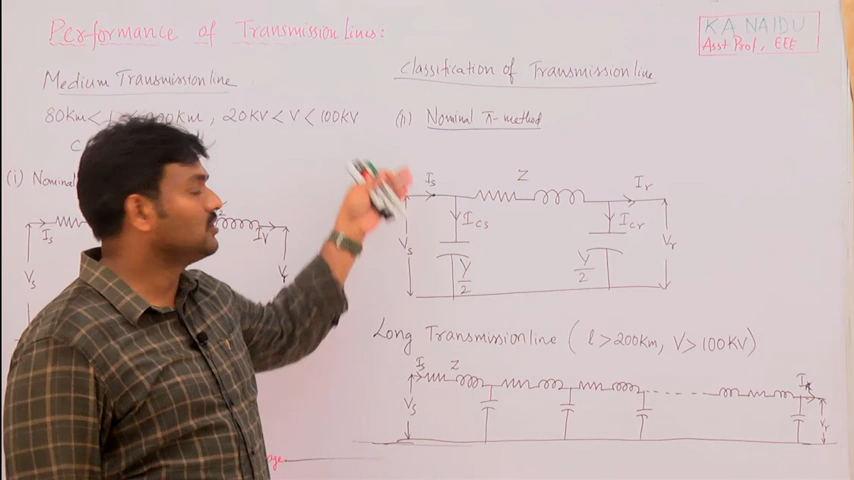 Performance of Transmission Lines:
KA NAIDU
Asst Prof, EEE
Medium Transmission line
80Km < , 20KV < V < 100KV
(i) Nominal
Is
Vs
Ir
Vr
Classification of Transmission line
(ii) Nominal π-method
Is
Z
Ir
Ics
Icr
Vs
Y/2
Y/2
Vr
Long Transmission line ( l > 200Km, V > 100KV)
Is
Z
Vs
Vr